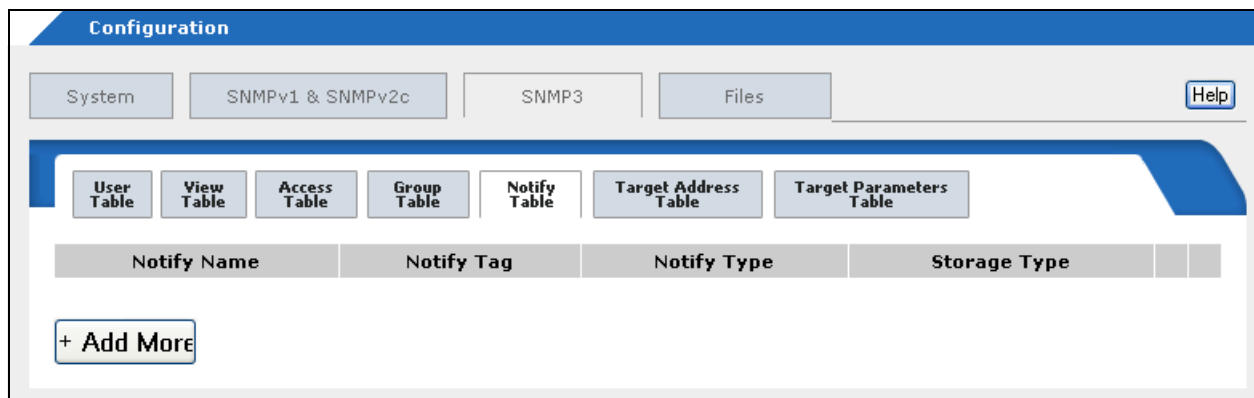 Configuration
System SNMPv1 & SNMPv2c SNMP3 Files Help
User Table View Table Access Table Group Table Notify Table Target Address Table Target Parameters Table
Notify Name Notify Tag Notify Type Storage Type
+ Add More